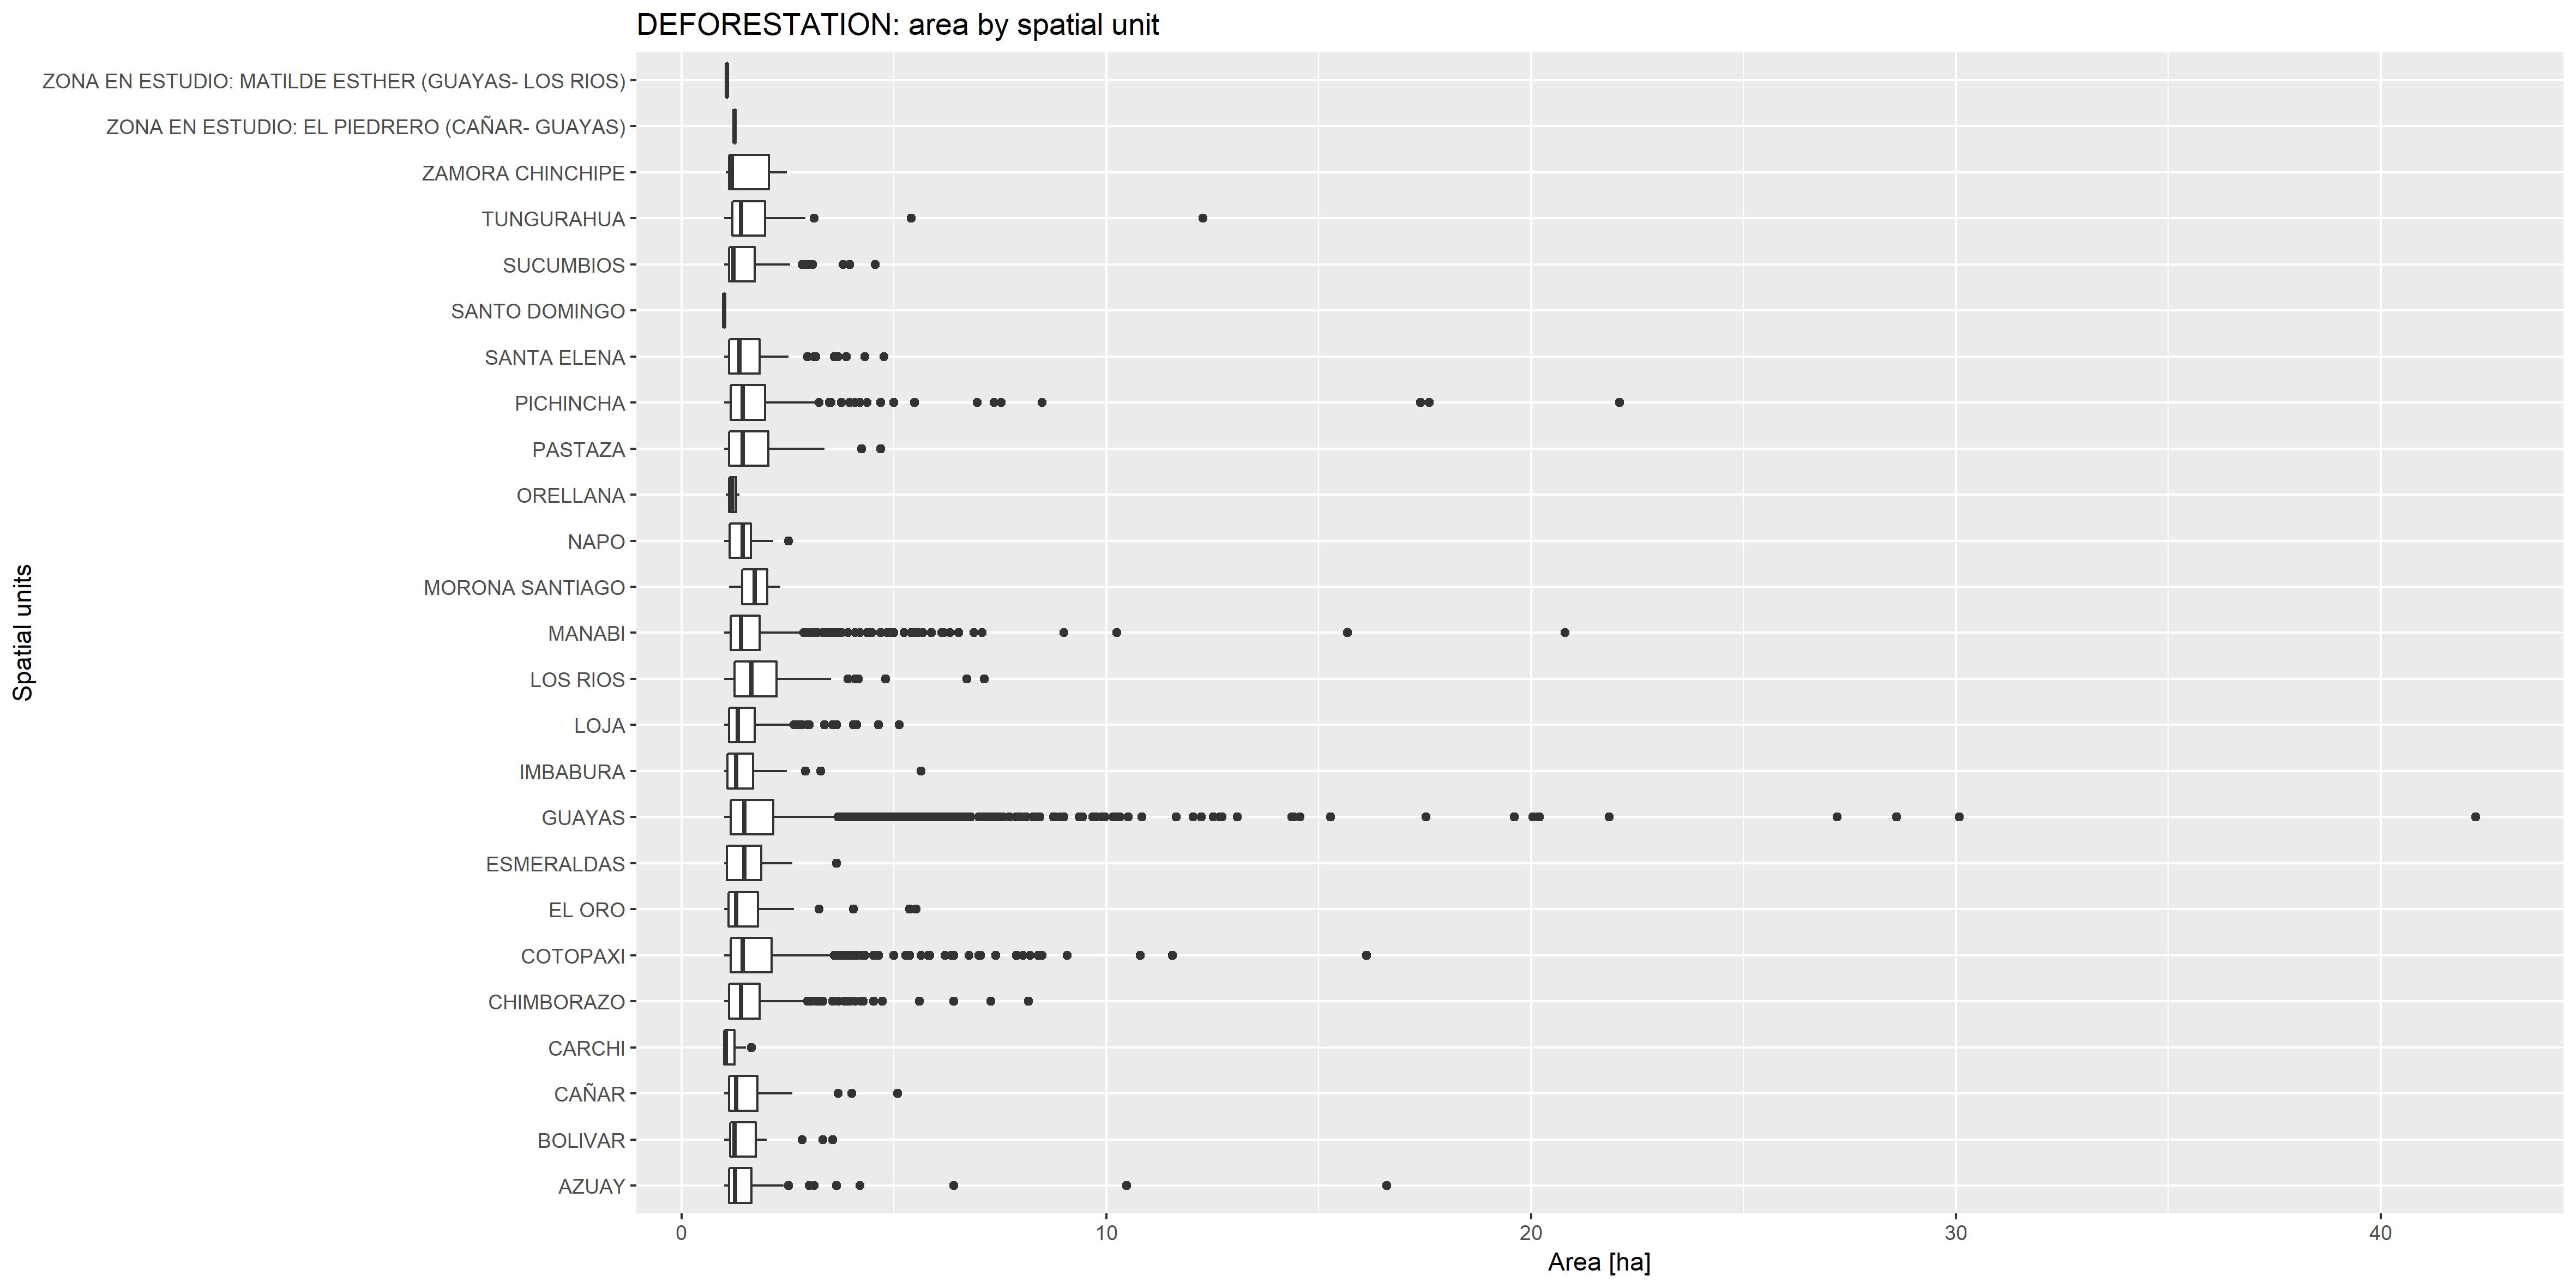 DEFORESTATION: area by spatial unit
ZONA EN ESTUDIO: MATILDE ESTHER (GUAYAS- LOS RIOS)
ZONA EN ESTUDIO: EL PIEDRERO (CAÑAR- GUAYAS)
ZAMORA CHINCHIPE
TUNGURAHUA
SUCUMBIOS
SANTO DOMINGO
SANTA ELENA
PICHINCHA
PASTAZA
ORELLANA
NAPO
MORONA SANTIAGO
MANABI
LOS RIOS
LOJA
IMBABURA
GUAYAS
ESMERALDAS
EL ORO
COTOPAXI
CHIMBORAZO
CARCHI
CAÑAR
BOLIVAR
AZUAY
Spatial units
0 10 20 30 40
Area [ha]